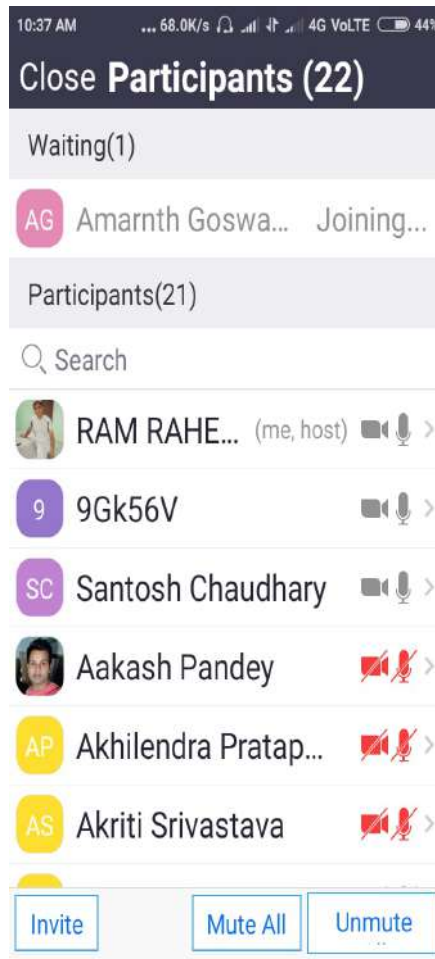 10:37 AM ... 68.0K/s 4G VoLTE 44%
Close Participants (22)
Waiting(1)
AG Amarnth Goswa... Joining...
Participants(21)
Search
RAM RAHE... (me, host)
9 9Gk56V
SC Santosh Chaudhary
Aakash Pandey
AP Akhilendra Pratap...
AS Akriti Srivastava
Invite Mute All Unmute